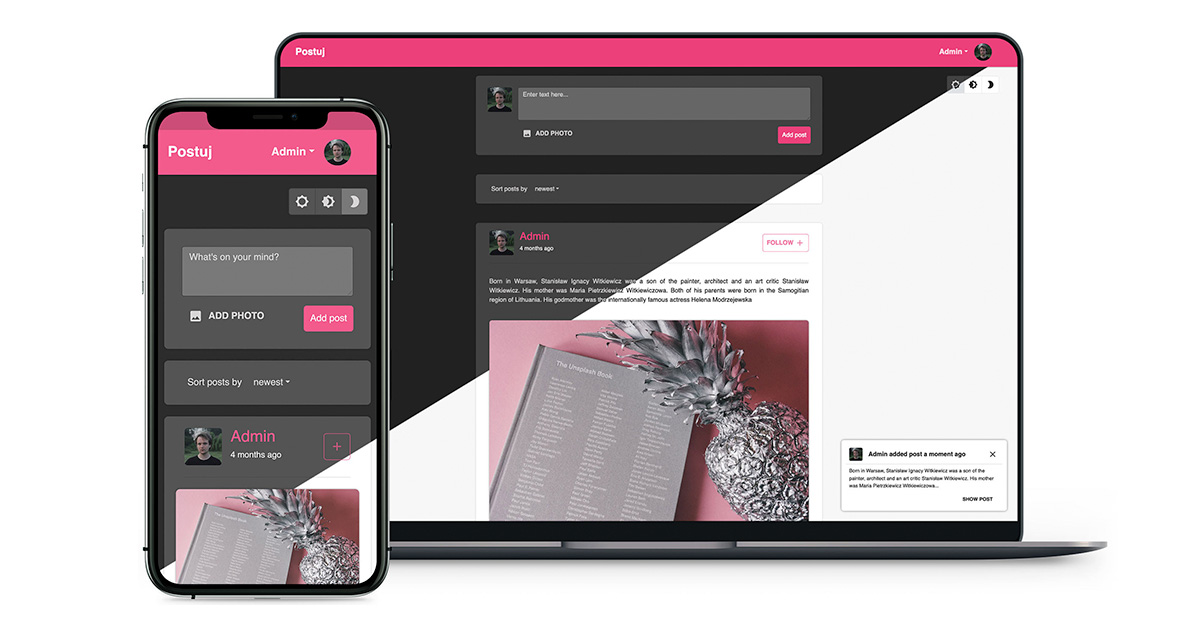 Postuj
Admin
Enter text here...
ADD PHOTO
Add post
Sort posts by newest
Admin
4 months ago
FOLLOW +
Born in Warsaw, Stanisław Ignacy Witkiewicz was a son of the painter, architect and an art critic Stanisław
Witkiewicz. His mother was Maria Pietrzkiewicz Witkiewiczowa. Both of his parents were born in the Samogitian
region of Lithuania. His godmother was the internationally famous actress Helena Modrzejewska
The Unsplash Book
Admin added post a moment ago
Born in Warsaw, Stanisław Ignacy Witkiewicz was a son of the
painter, architect and an art critic Stanisław Witkiewicz. His mother
was Maria Pietrzkiewicz Witkiewiczowa...
SHOW POST
Postuj
Admin
What's on your mind?
ADD PHOTO
Add post
Sort posts by newest
Admin
4 months ago
+
The Unsplash Book